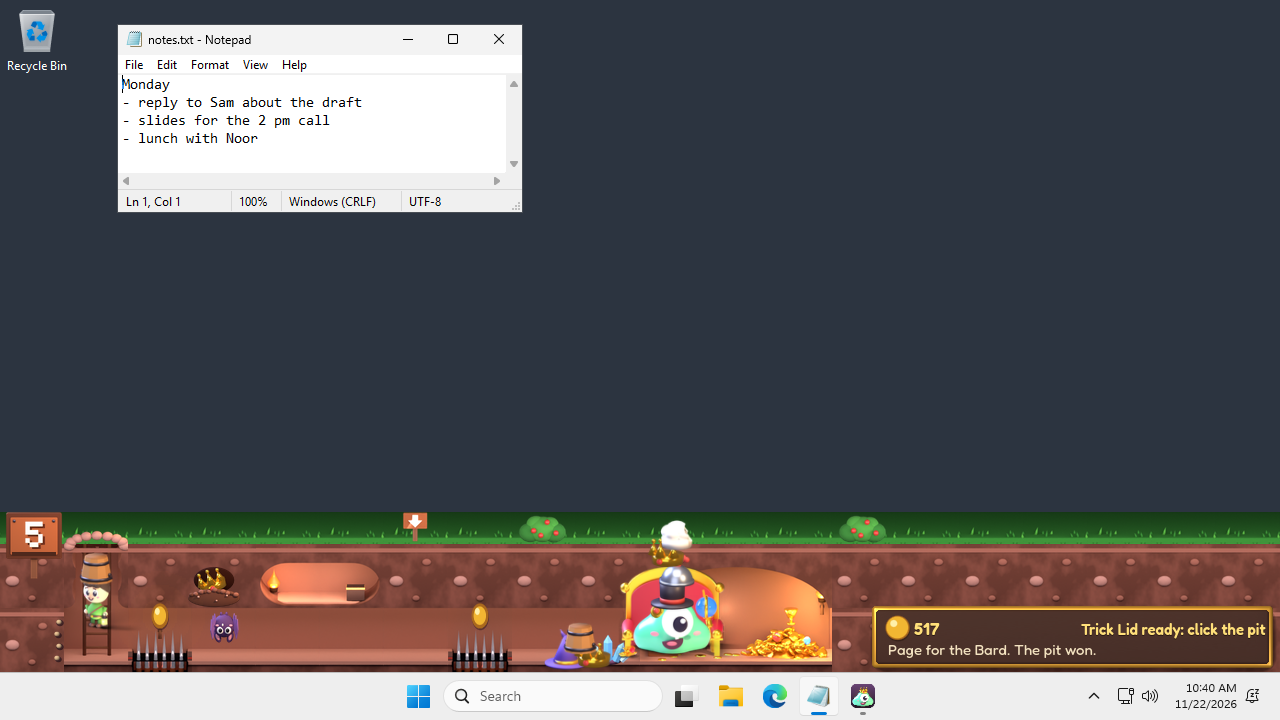 Recycle Bin
notes.txt - Notepad
File Edit Format View Help
Monday
- reply to Sam about the draft
- slides for the 2 pm call
- lunch with Noor
Ln 1, Col 1 100% Windows (CRLF) UTF-8
5
517 Trick Lid ready: click the pit
Page for the Bard. The pit won.
Search
10:40 AM
11/22/2026